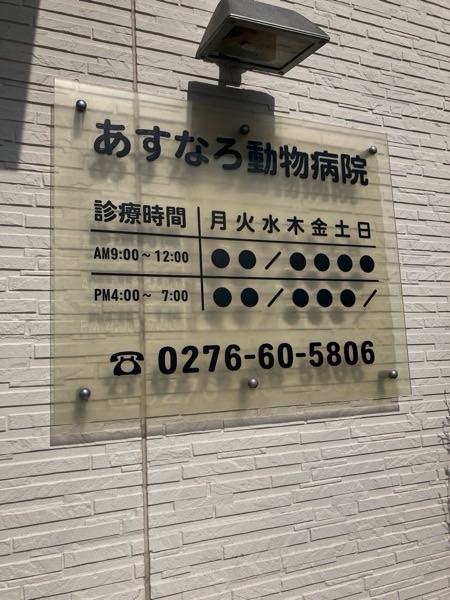 あすなろ動物病院
診療時間 月 火 水 木 金 土 日
AM9:00~12:00 ● ● / ● ● ● ●
PM4:00~ 7:00 ● ● / ● ● ● /
☎ 0276-60-5806